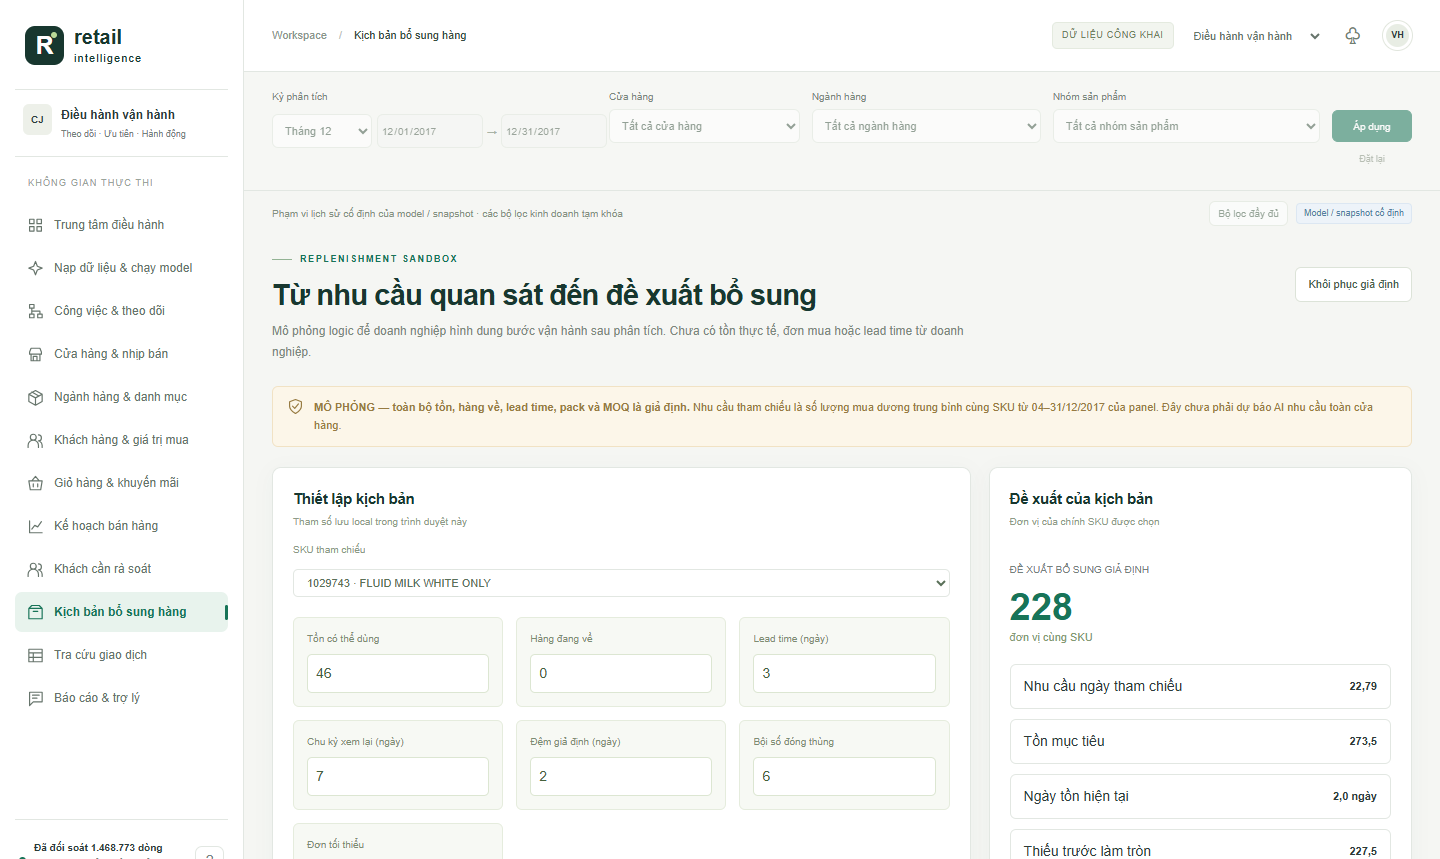 retail
intelligence
CJ
Điều hành vận hành
Theo dõi · Ưu tiên · Hành động
KHÔNG GIAN THỰC THI
Trung tâm điều hành
Nạp dữ liệu & chạy model
Công việc & theo dõi
Cửa hàng & nhịp bán
Ngành hàng & danh mục
Khách hàng & giá trị mua
Giỏ hàng & khuyến mãi
Kế hoạch bán hàng
Khách cần rà soát
Kịch bản bổ sung hàng
Tra cứu giao dịch
Báo cáo & trợ lý
Đã đối soát 1.468.773 dòng
Workspace / Kịch bản bổ sung hàng
DỮ LIỆU CÔNG KHAI
Điều hành vận hành
VH
Kỳ phân tích
Cửa hàng
Ngành hàng
Nhóm sản phẩm
Tháng 12
12/01/2017 → 12/31/2017
Tất cả cửa hàng
Tất cả ngành hàng
Tất cả nhóm sản phẩm
Áp dụng
Đặt lại
Phạm vi lịch sử cố định của model / snapshot · các bộ lọc kinh doanh tạm khóa
Bộ lọc đầy đủ
Model / snapshot cố định
REPLENISHMENT SANDBOX
Từ nhu cầu quan sát đến đề xuất bổ sung
Khôi phục giả định
Mô phỏng logic để doanh nghiệp hình dung bước vận hành sau phân tích. Chưa có tồn thực tế, đơn mua hoặc lead time từ doanh
nghiệp.
MÔ PHỎNG — toàn bộ tồn, hàng về, lead time, pack và MOQ là giả định. Nhu cầu tham chiếu là số lượng mua dương trung bình cùng SKU từ 04–31/12/2017 của panel. Đây chưa phải dự báo AI nhu cầu toàn cửa
hàng.
Thiết lập kịch bản
Tham số lưu local trong trình duyệt này
SKU tham chiếu
1029743 · FLUID MILK WHITE ONLY
Tồn có thể dùng
46
Hàng đang về
0
Lead time (ngày)
3
Chu kỳ xem lại (ngày)
7
Đệm giả định (ngày)
2
Bội số đóng thùng
6
Đơn tối thiểu
Đề xuất của kịch bản
Đơn vị của chính SKU được chọn
ĐỀ XUẤT BỔ SUNG GIẢ ĐỊNH
228
đơn vị cùng SKU
Nhu cầu ngày tham chiếu 22,79
Tồn mục tiêu 273,5
Ngày tồn hiện tại 2,0 ngày
Thiếu trước làm tròn 227,5